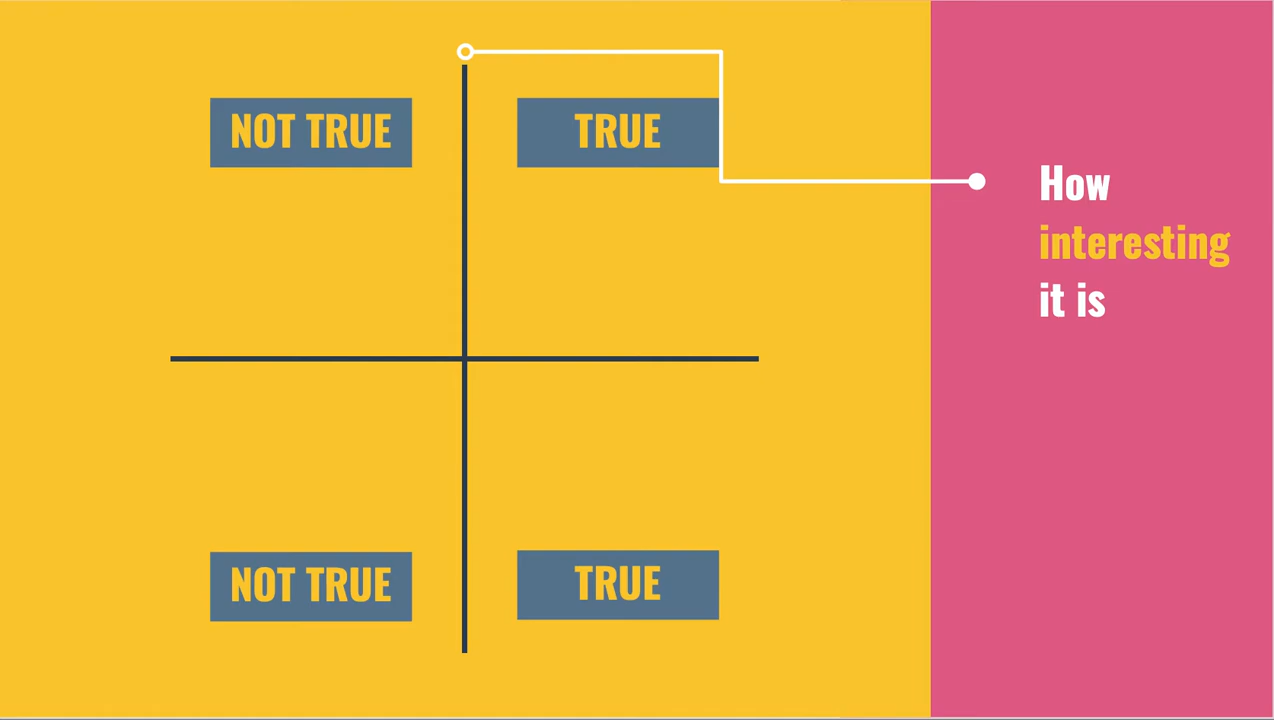 NOT TRUE
TRUE
How
interesting
it is
NOT TRUE
TRUE